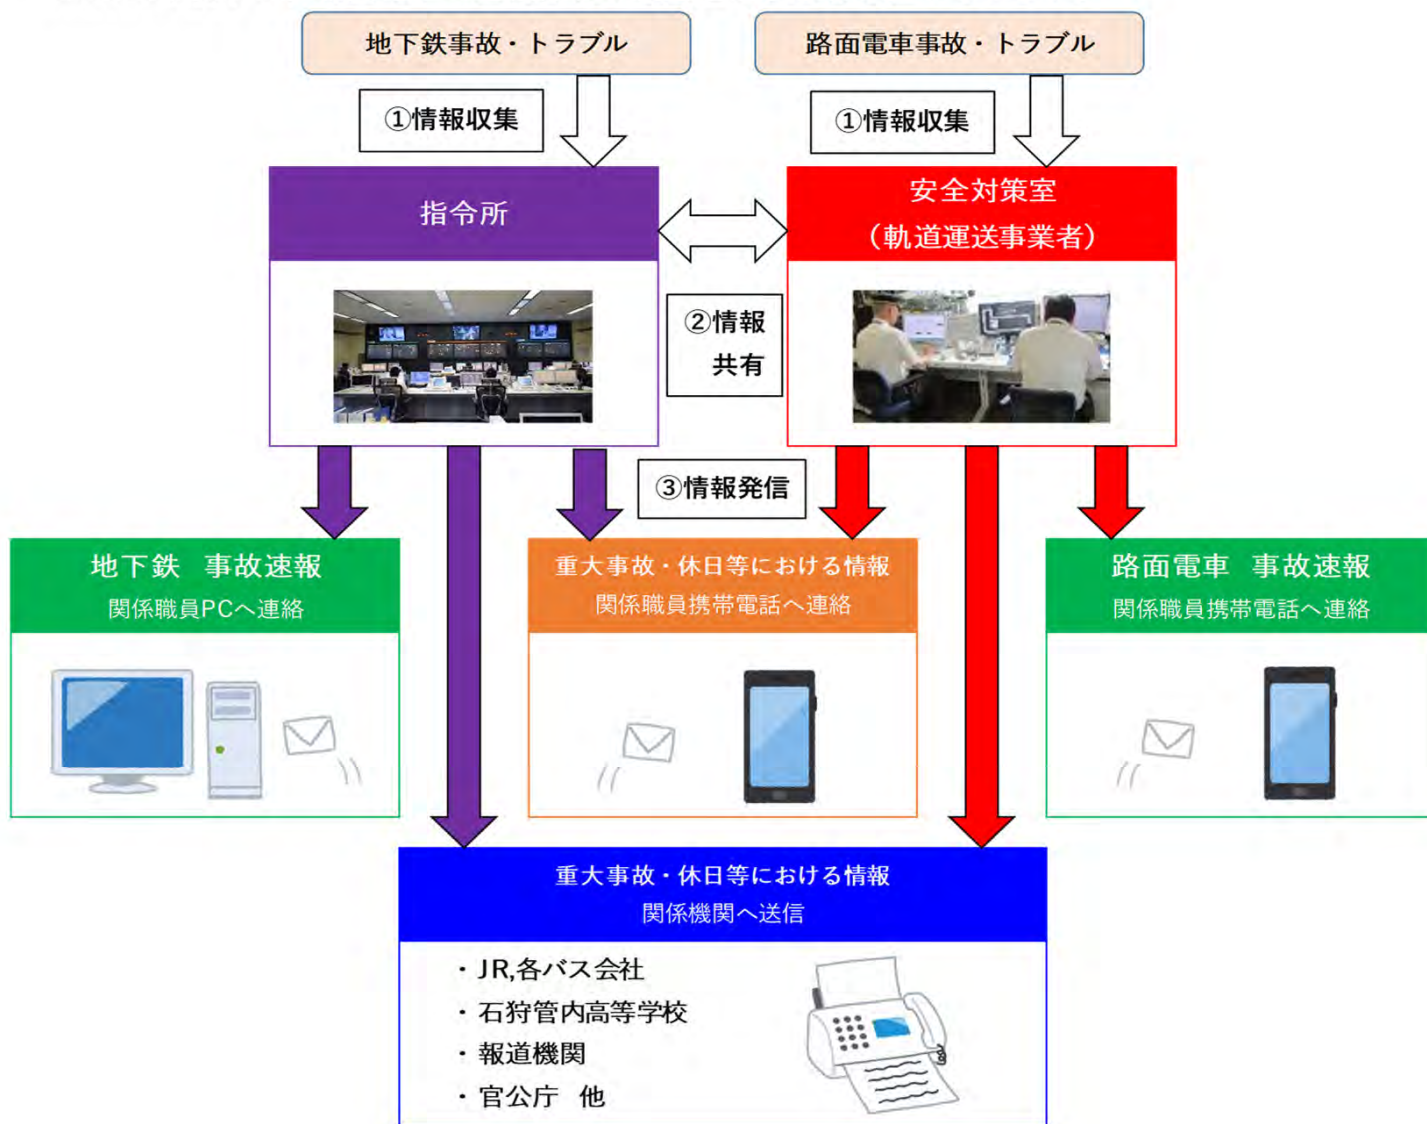 地下鉄事故・トラブル
路面電車事故・トラブル
①情報収集
①情報収集
指令所
安全対策室
（軌道運送事業者）
②情報
共有
③情報発信
地下鉄 事故速報
関係職員PCへ連絡
重大事故・休日等における情報
関係職員携帯電話へ連絡
路面電車 事故速報
関係職員携帯電話へ連絡
重大事故・休日等における情報
関係機関へ送信
・JR,各バス会社
・石狩管内高等学校
・報道機関
・官公庁 他